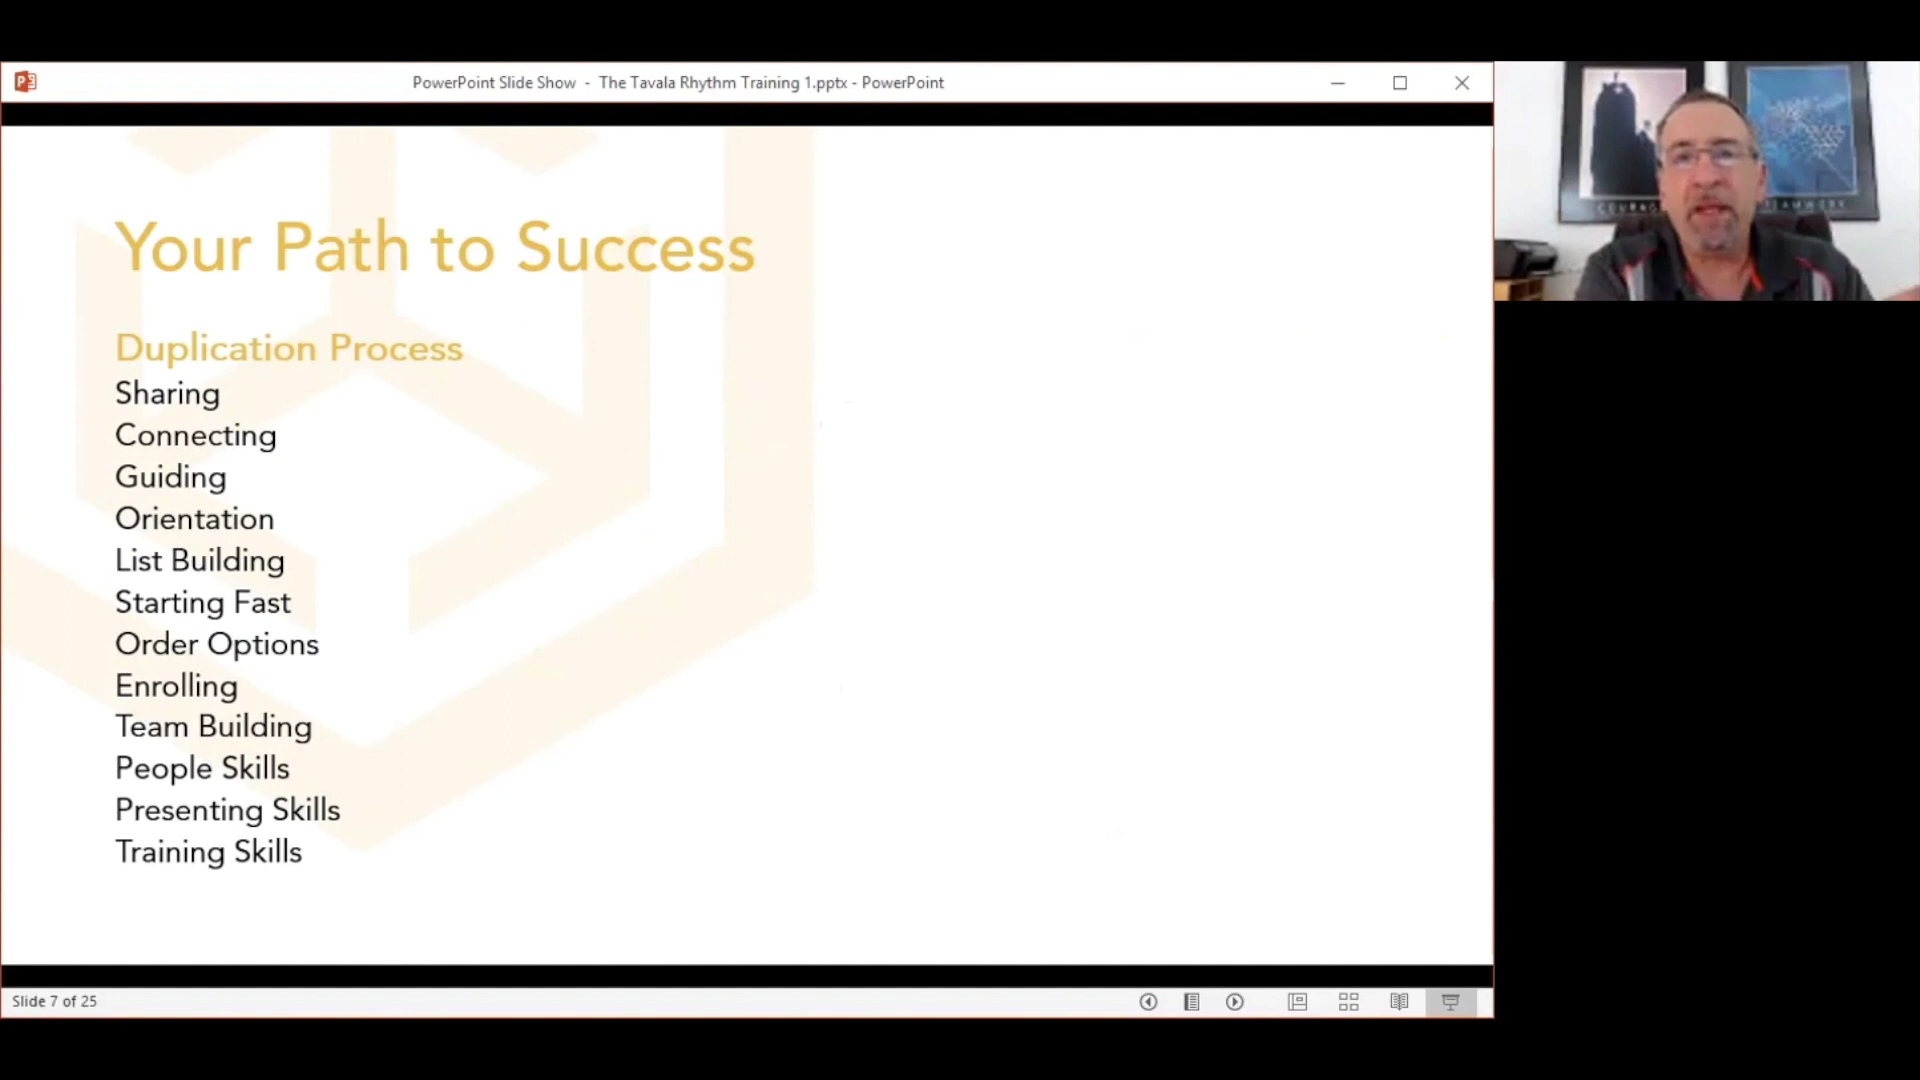 PowerPoint Slide Show - The Tavala Rhythm Training 1.pptx - PowerPoint
Your Path to Success
Duplication Process
Sharing
Connecting
Guiding
Orientation
List Building
Starting Fast
Order Options
Enrolling
Team Building
People Skills
Presenting Skills
Training Skills
Slide 7 of 25
TEAMWORK